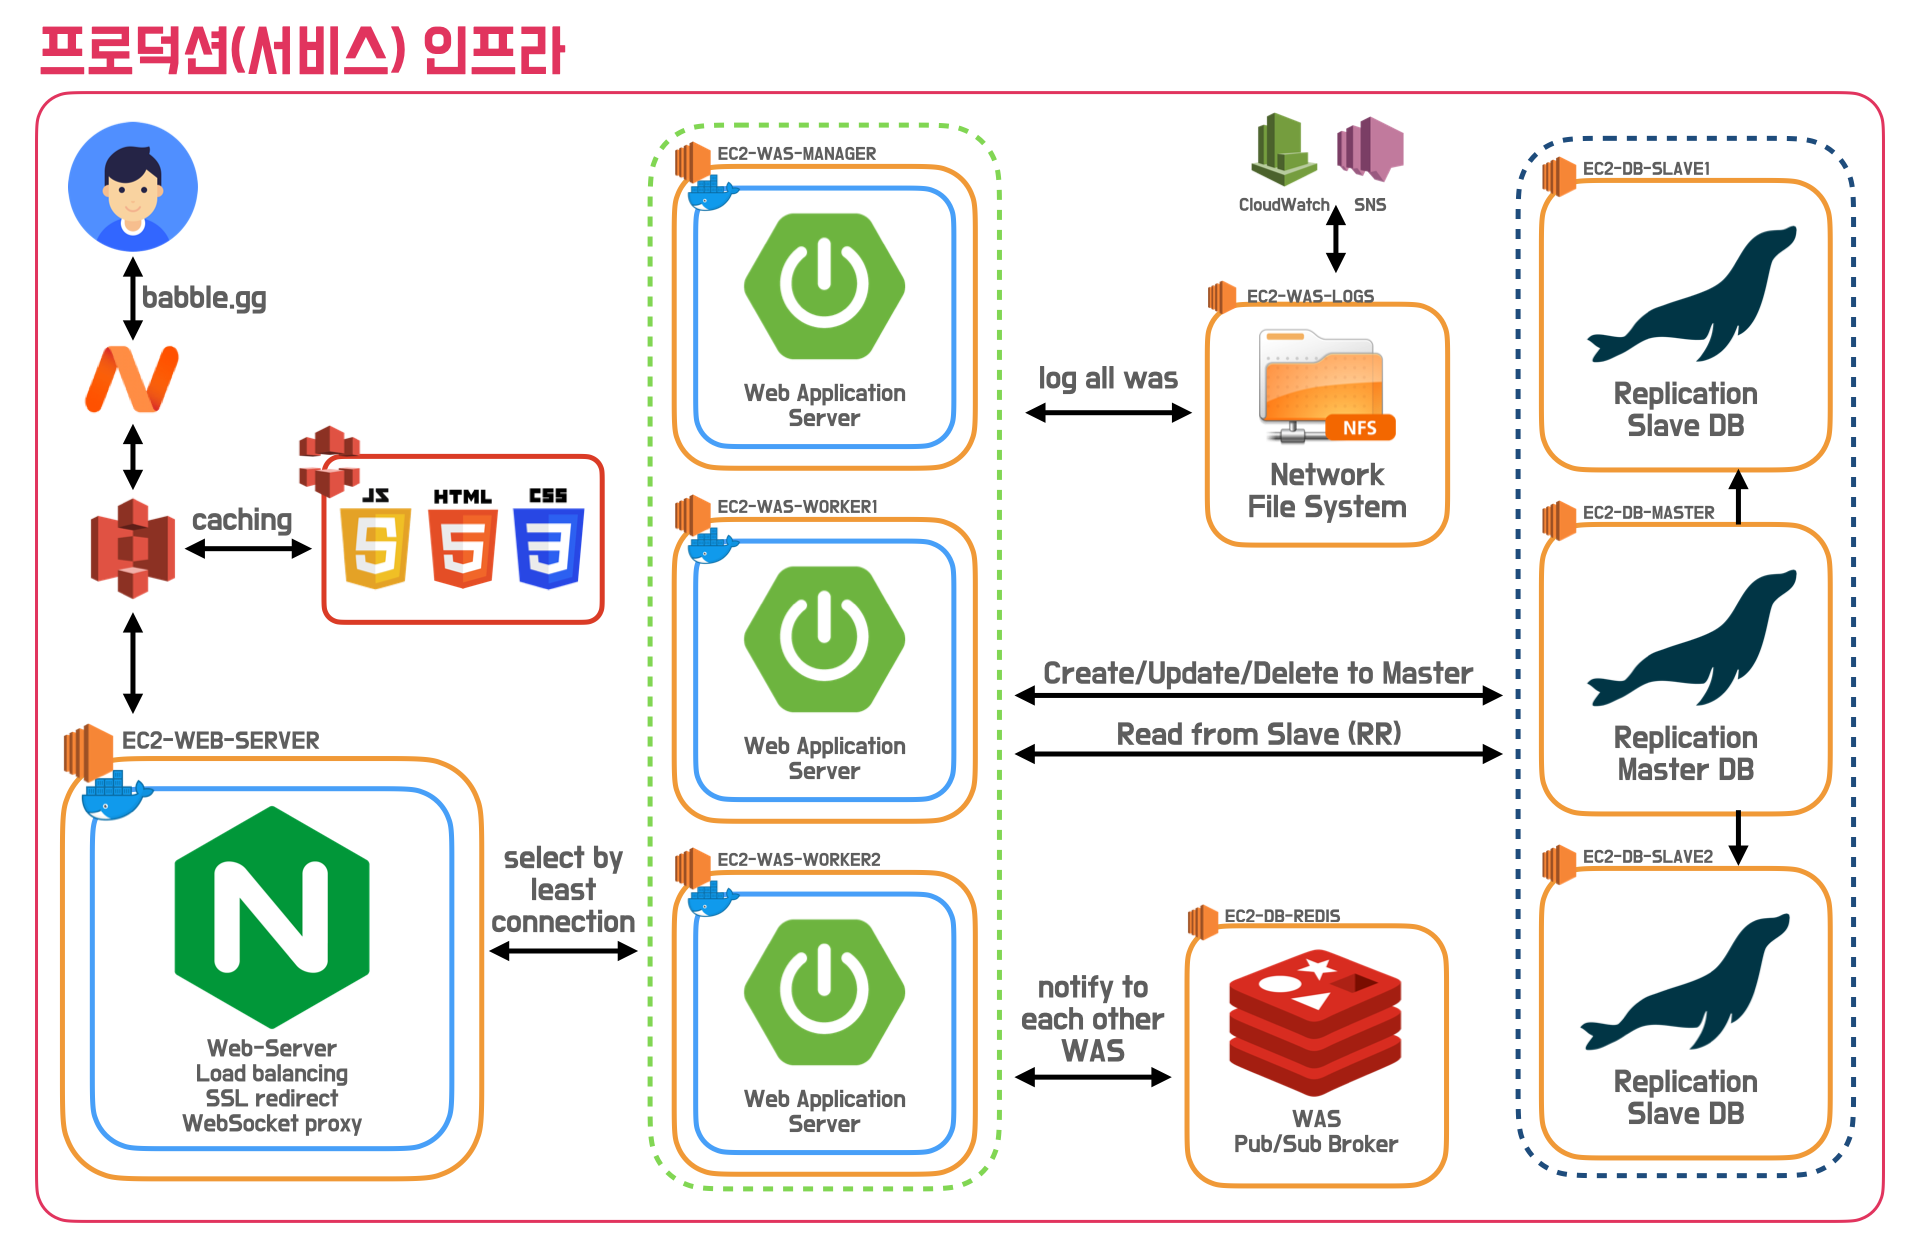 프로덕션(서비스) 인프라
babble.gg
caching
JS
HTML
CSS
EC2-WEB-SERVER
Web-Server
Load balancing
SSL redirect
WebSocket proxy
select by
least
connection
EC2-WAS-MANAGER
Web Application
Server
EC2-WAS-WORKER1
Web Application
Server
EC2-WAS-WORKER2
Web Application
Server
CloudWatch
SNS
EC2-WAS-LOGS
NFS
Network
File System
log all was
Create/Update/Delete to Master
Read from Slave (RR)
notify to
each other
WAS
EC2-DB-REDIS
WAS
Pub/Sub Broker
EC2-DB-SLAVE1
Replication
Slave DB
EC2-DB-MASTER
Replication
Master DB
EC2-DB-SLAVE2
Replication
Slave DB